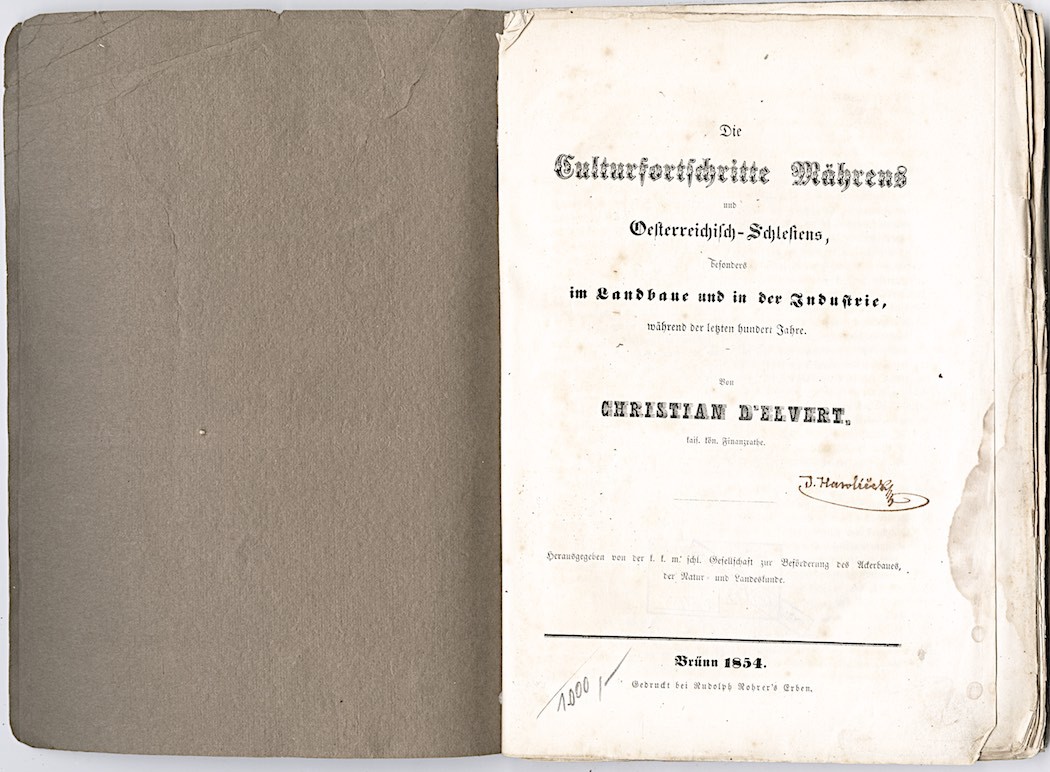 Die
Culturfortschritte Mährens
und
Oesterreichisch-Schlesiens,
besonders
im Landbaue und in der Industrie,
während der letzten hundert Jahre.
Von
CHRISTIAN D'ELVERT,
kais. kön. Finanzrathe.
J. Hawlíček
Herausgegeben von der k. k. m. schl. Gesellschaft zur Beförderung des Ackerbaues,
der Natur- und Landeskunde.
Brünn 1854.
Gedruckt bei Rudolph Rohrer's Erben.
1000,-